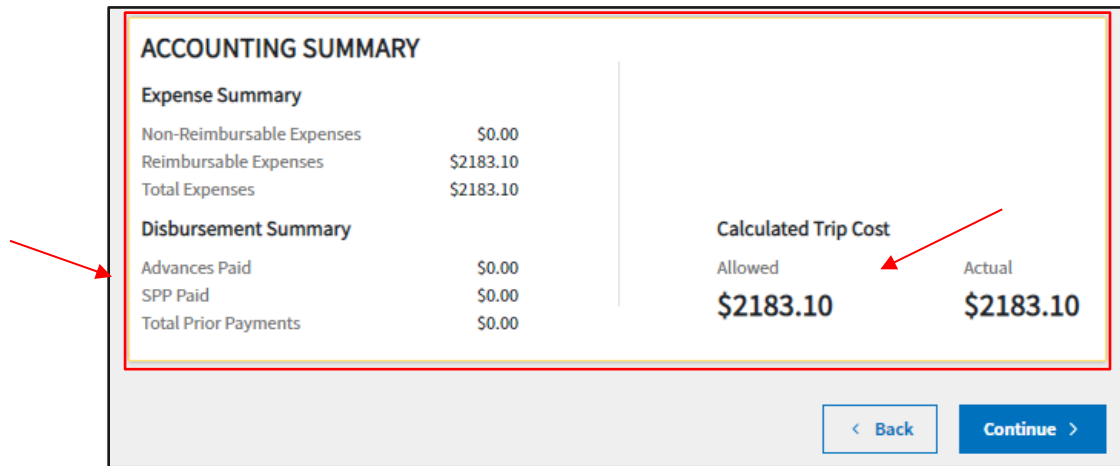 ACCOUNTING SUMMARY
Expense Summary
Non-Reimbursable Expenses $0.00
Reimbursable Expenses $2183.10
Total Expenses $2183.10
Disbursement Summary
Advances Paid $0.00
SPP Paid $0.00
Total Prior Payments $0.00
Calculated Trip Cost
Allowed Actual
$2183.10 $2183.10
< Back Continue >